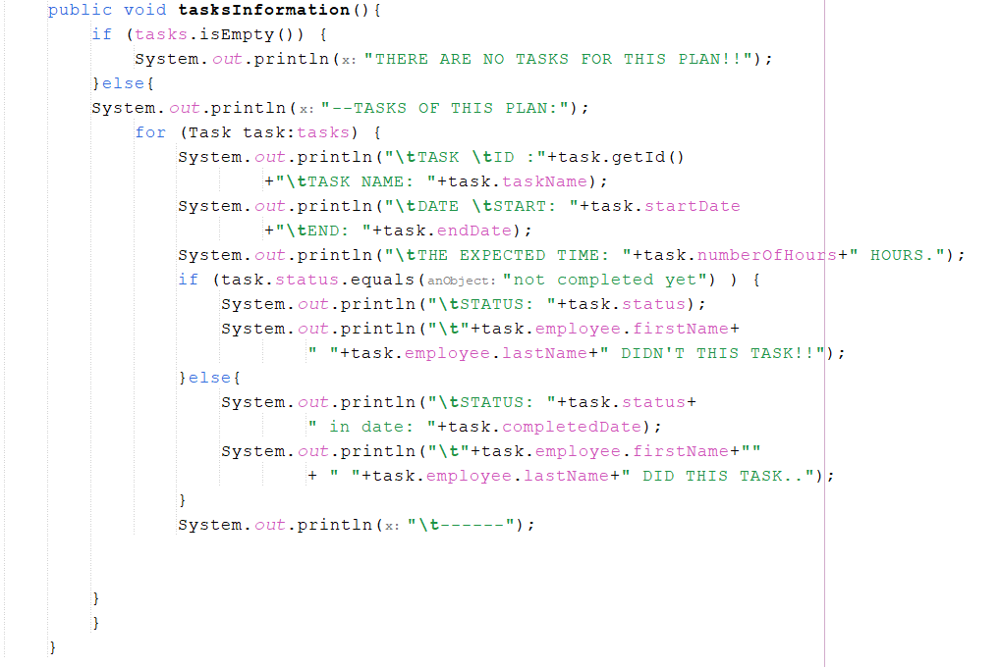 public void tasksInformation(){
if (tasks.isEmpty()) {
System.out.println(x: "THERE ARE NO TASKS FOR THIS PLAN!!");
}else{
System.out.println(x: "--TASKS OF THIS PLAN:");
for (Task task:tasks) {
System.out.println("\tTASK \tID :"+task.getId()
+"\tTASK NAME: "+task.taskName);
System.out.println("\tDATE \tSTART: "+task.startDate
+"\tEND: "+task.endDate);
System.out.println("\tTHE EXPECTED TIME: "+task.numberOfHours+" HOURS.");
if (task.status.equals(anObject: "not completed yet") ) {
System.out.println("\tSTATUS: "+task.status);
System.out.println("\t"+task.employee.firstName+
" "+task.employee.lastName+" DIDN'T THIS TASK!!");
}else{
System.out.println("\tSTATUS: "+task.status+
" in date: "+task.completedDate);
System.out.println("\t"+task.employee.firstName+""
+ " "+task.employee.lastName+" DID THIS TASK..");
}
System.out.println(x: "\t------");
}
}
}